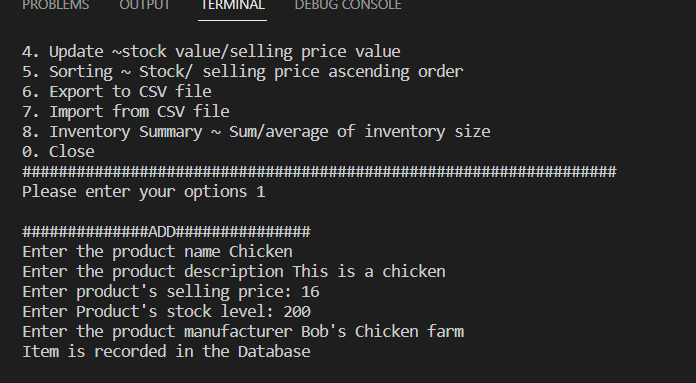 PROBLEMS OUTPUT TERMINAL DEBUG CONSOLE
4. Update ~stock value/selling price value
5. Sorting ~ Stock/ selling price ascending order
6. Export to CSV file
7. Import from CSV file
8. Inventory Summary ~ Sum/average of inventory size
0. Close
##################################################################
Please enter your options 1
##############ADD###############
Enter the product name Chicken
Enter the product description This is a chicken
Enter product's selling price: 16
Enter Product's stock level: 200
Enter the product manufacturer Bob's Chicken farm
Item is recorded in the Database